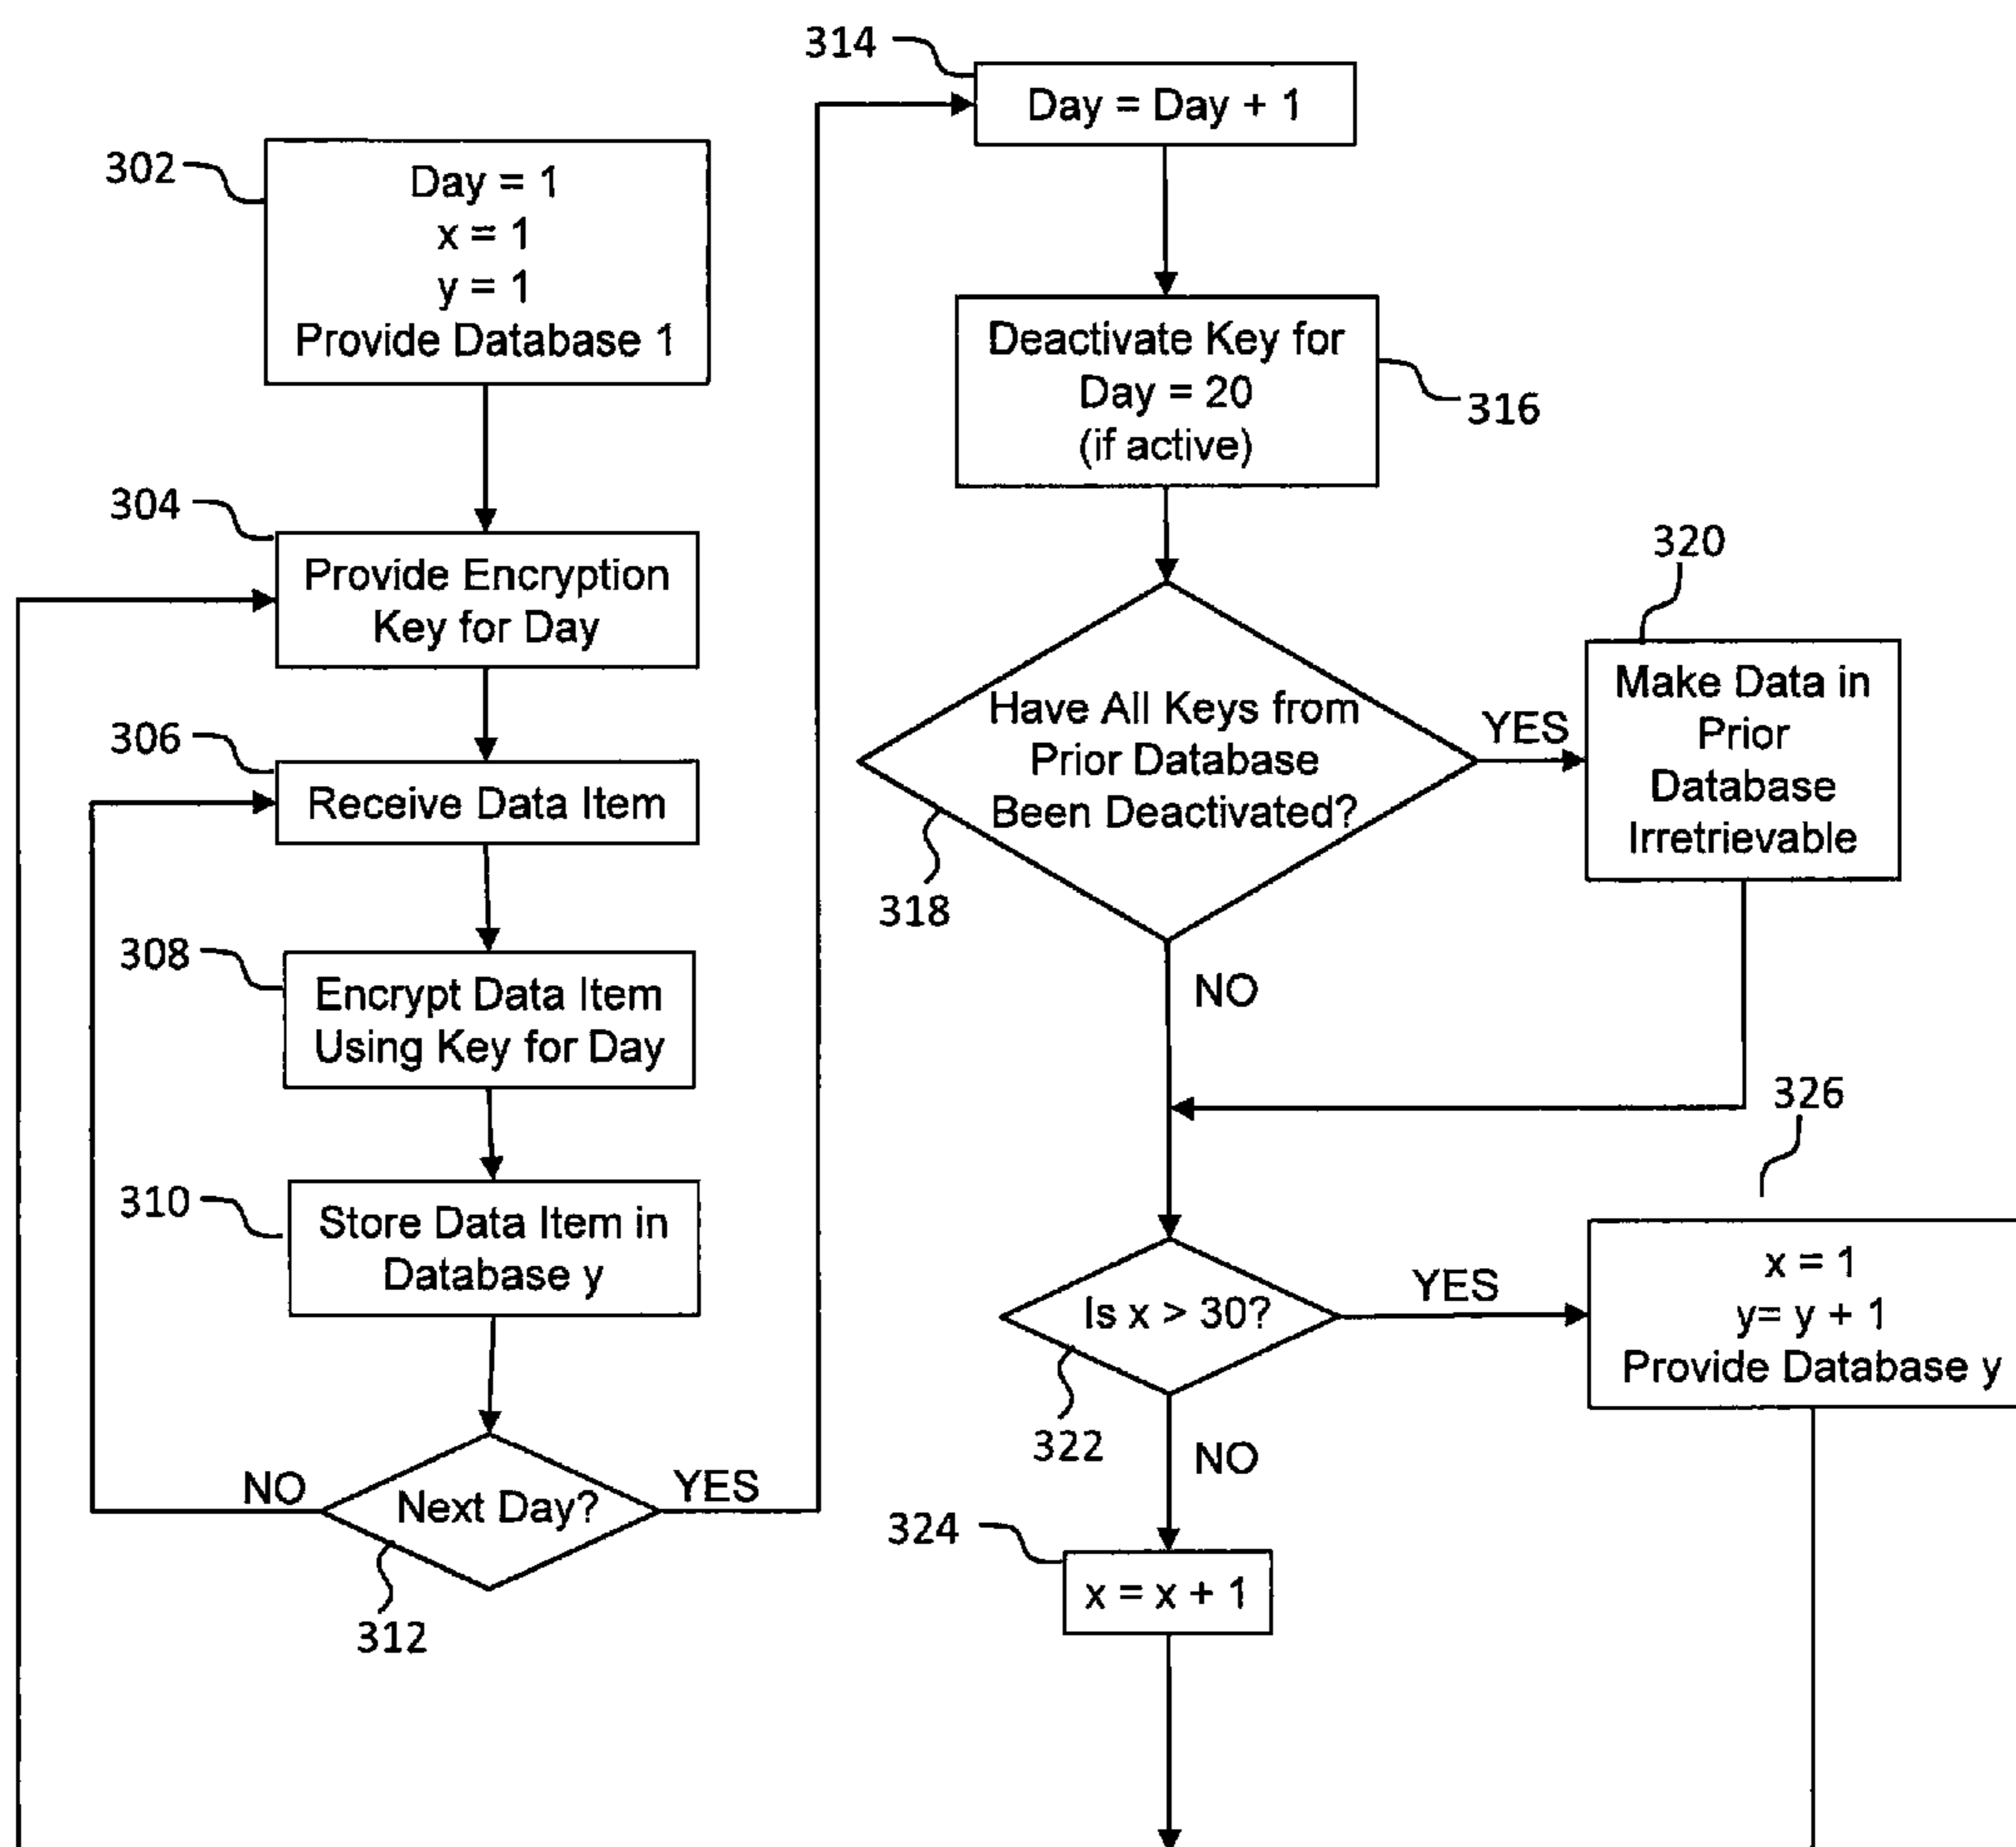 302
Day = 1
x = 1
y = 1
Provide Database 1
304
Provide Encryption
Key for Day
306
Receive Data Item
308
Encrypt Data Item
Using Key for Day
310
Store Data Item in
Database y
NO
Next Day?
YES
312
314
Day = Day + 1
Deactivate Key for
Day = 20
(if active)
316
Have All Keys from
Prior Database
Been Deactivated?
318
YES
320
Make Data in
Prior
Database
Irretrievable
NO
Is x > 30?
322
YES
326
x = 1
y= y + 1
Provide Database y
NO
324
x = x + 1